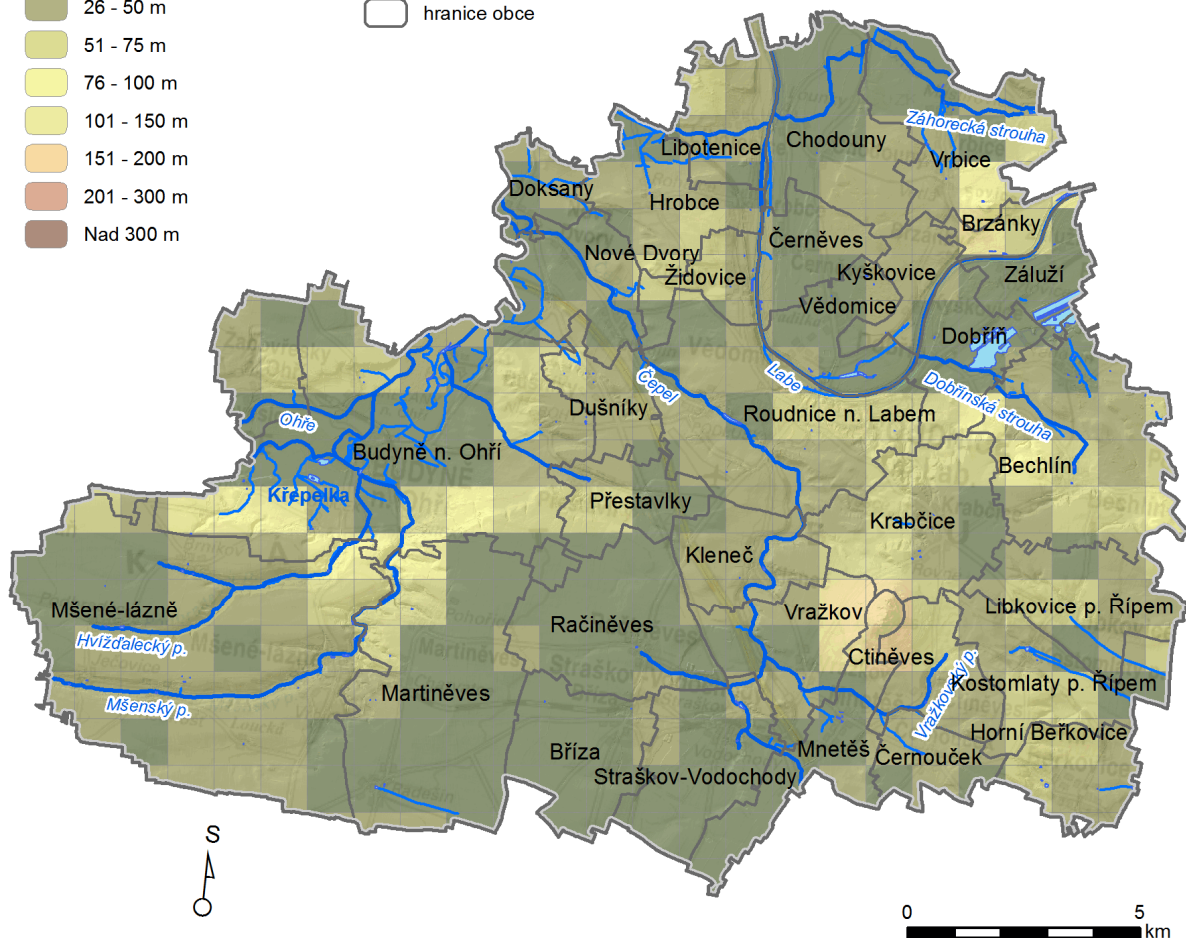 26 - 50 m
hranice obce
51 - 75 m
76 - 100 m
101 - 150 m
151 - 200 m
201 - 300 m
Nad 300 m
Záhorecká strouha
Chodouny
Libotenice
Vrbice
Doksany
Hrobce
Brzánky
Černěves
Nové Dvory
Kyškovice
Židovice
Záluží
Vědomice
Dobříň
Labe
Čepel
Dobřínská strouha
Dušníky
Roudnice n. Labem
Ohře
Budyně n. Ohří
Bechlín
Křepelka
Přestavlky
Krabčice
Kleneč
Mšené-lázně
Vražkov
Libkovice p. Řípem
Račiněves
Hvížďalecký p.
Ctiněves
Vražkovský p.
Kostomlaty p. Řípem
Martiněves
Mšenský p.
Horní Beřkovice
Bříza
Mnetěš
Černouček
Straškov-Vodochody
S
0 5
km